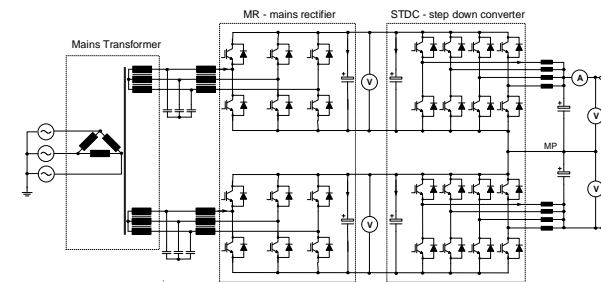 MR - mains rectifier
STDC - step down converter
Mains Transformer
V
A
V
MP
V
V